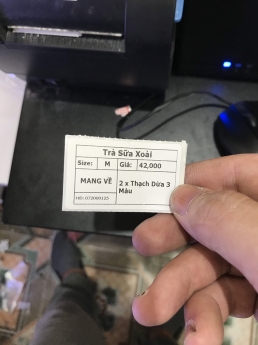 Trà Sữa Xoài
Size: M Giá: 42,000
MANG VỀ
2 x Thạch Dừa 3
Màu